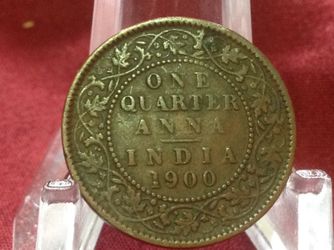 ONE
QUARTER
ANNA
INDIA
1900